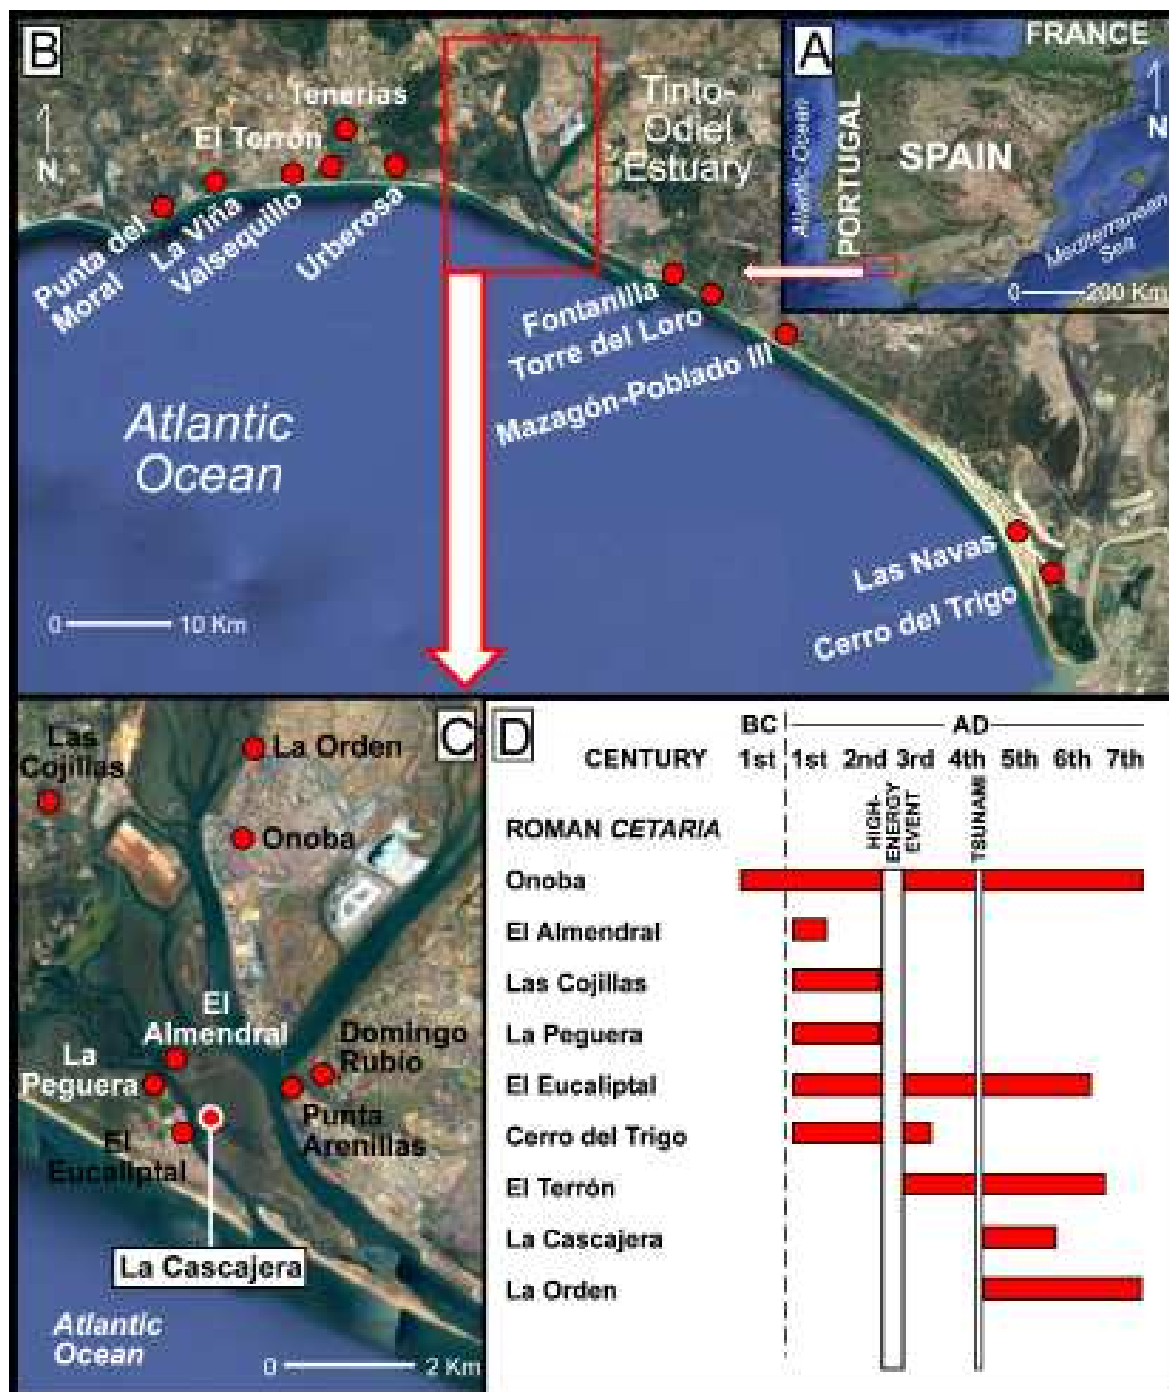 B
Tenerias
El Terrón
N
Punta del
Moral
La Viña
Valsequillo
Urberosa
Tinto-
Odiel
Estuary
Fontanilla
Torre del Loro
Mazagón-Poblado III
Atlantic
Ocean
Las Navas
Cerro del Trigo
0 10 Km
A
FRANCE
Atlantic Ocean
PORTUGAL
SPAIN
N
Mediterranean
Sea
0 200 Km
C
Las
Cojillas
La Orden
Onoba
El
Almendral
La
Peguera
Domingo
Rubio
Punta
Arenillas
El
Eucaliptal
La Cascajera
Atlantic
Ocean
0 2 Km
D
BC AD
CENTURY 1st 1st 2nd 3rd 4th 5th 6th 7th
HIGH-
ENERGY
EVENT
TSUNAMI
ROMAN CETARIA
Onoba
El Almendral
Las Cojillas
La Peguera
El Eucaliptal
Cerro del Trigo
El Terrón
La Cascajera
La Orden